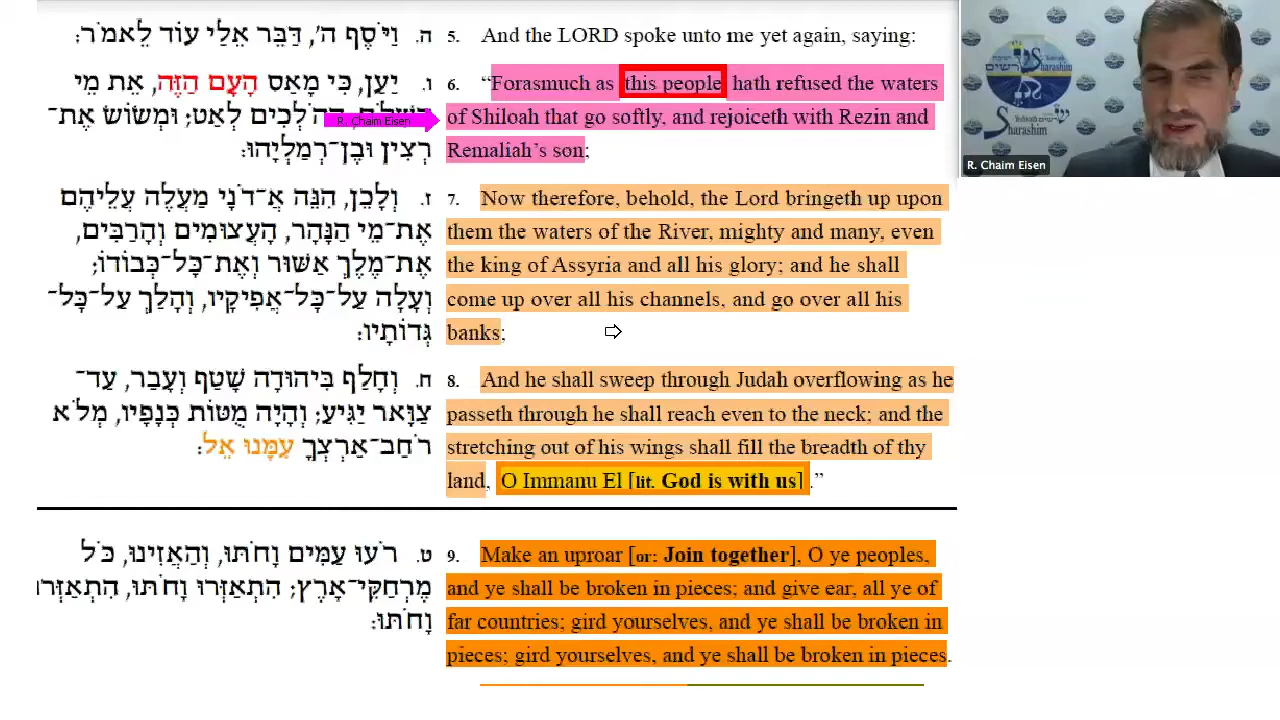 ה. וַיֹּסֶף ה', דַּבֵּר אֵלַי עוֹד לֵאמֹר:
5. And the LORD spoke unto me yet again, saying:
ו. יַעַן, כִּי מָאַס הָעָם הַזֶּה, אֵת מֵי
הַהֹלְכִים לְאַט; וּמְשׂוֹשׂ אֶת־
רְצִין וּבֶן־רְמַלְיָהוּ:
R. Chaim Eisen
6. “Forasmuch as this people hath refused the waters
of Shiloah that go softly, and rejoiceth with Rezin and
Remaliah’s son;
ז. וְלָכֵן, הִנֵּה אֲ־דֹנָי מַעֲלֶה עֲלֵיהֶם
אֶת־מֵי הַנָּהָר, הָעֲצוּמִים וְהָרַבִּים,
אֶת־מֶלֶךְ אַשּׁוּר וְאֶת־כָּל־כְּבוֹדוֹ;
וְעָלָה עַל־כָּל־אֲפִיקָיו, וְהָלַךְ עַל־כָּל־
גְּדוֹתָיו:
7. Now therefore, behold, the Lord bringeth up upon
them the waters of the River, mighty and many, even
the king of Assyria and all his glory; and he shall
come up over all his channels, and go over all his
banks;
ח. וְחָלַף בִּיהוּדָה שָׁטַף וְעָבַר, עַד־
צַוָּאר יַגִּיעַ; וְהָיָה מֻטּוֹת כְּנָפָיו, מְלֹא
רֹחַב־אַרְצְךָ עִמָּנוּ אֵל:
8. And he shall sweep through Judah overflowing as he
passeth through he shall reach even to the neck; and the
stretching out of his wings shall fill the breadth of thy
land, O Immanu El [lit. God is with us].”
ט. רֹעוּ עַמִּים וָחֹתּוּ, וְהַאֲזִינוּ, כֹּל
מֶרְחַקֵּי־אָרֶץ; הִתְאַזְּרוּ וָחֹתּוּ, הִתְאַזְּרוּ
וָחֹתּוּ:
9. Make an uproar [or: Join together], O ye peoples,
and ye shall be broken in pieces; and give ear, all ye of
far countries; gird yourselves, and ye shall be broken in
pieces; gird yourselves, and ye shall be broken in pieces.
Sharashim
R. Chaim Eisen